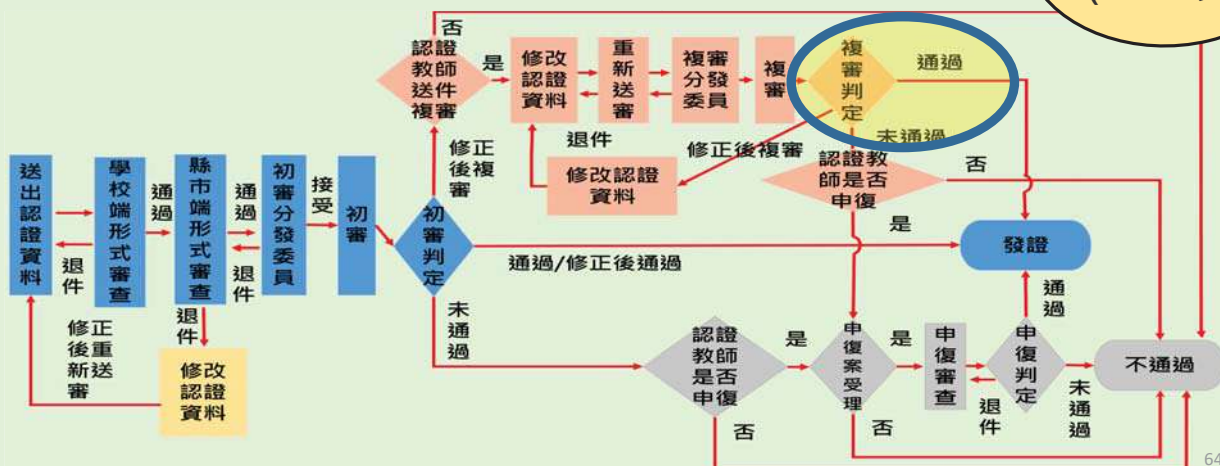 否
認證
教師
送件
複審
是
修改
認證
資料
重
新
送
審
複審
分發
委員
複
審
複
審
判
定
通過
未通過
退件
修正後複審
修改認證
資料
認證教
師是否
申復
否
是
送
出
認
證
資
料
退
件
學
校
端
形
式
審
查
通
過
縣
市
端
形
式
審
查
通
過
退
件
初
審
分
發
委
員
接
受
初
審
修正
後複
審
初
審
判
定
通過/修正後通過
發證
未
通
過
退
件
修正
後重
新送
審
修改
認證
資料
認證
教師
是否
申復
是
否
申
復
案
受
理
是
否
申
復
審
查
退
件
申
復
判
定
通
過
未
通
過
不通過
64